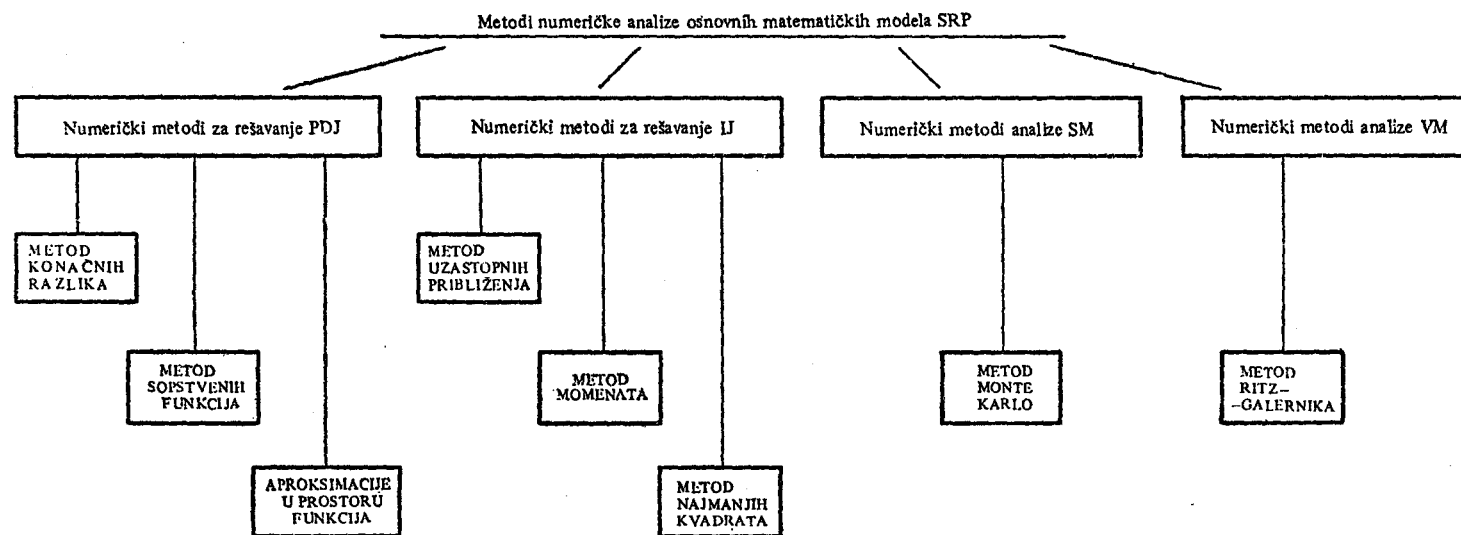 Metodi numeričke analize osnovnih matematičkih modela SRP
Numerički metodi za rešavanje PDJ
Numerički metodi za rešavanje IJ
Numerički metodi analize SM
Numerički metodi analize VM
METOD
KONAČNIH
RAZLIKA
METOD
UZASTOPNIH
PRIBLIŽENJA
METOD
SOPSTVENIH
FUNKCIJA
METOD
MOMENATA
METOD
MONTE
KARLO
METOD
RITZ–
–GALERNIKA
APROKSIMACIJE
U PROSTORU
FUNKCIJA
METOD
NAJMANJIH
KVADRATA